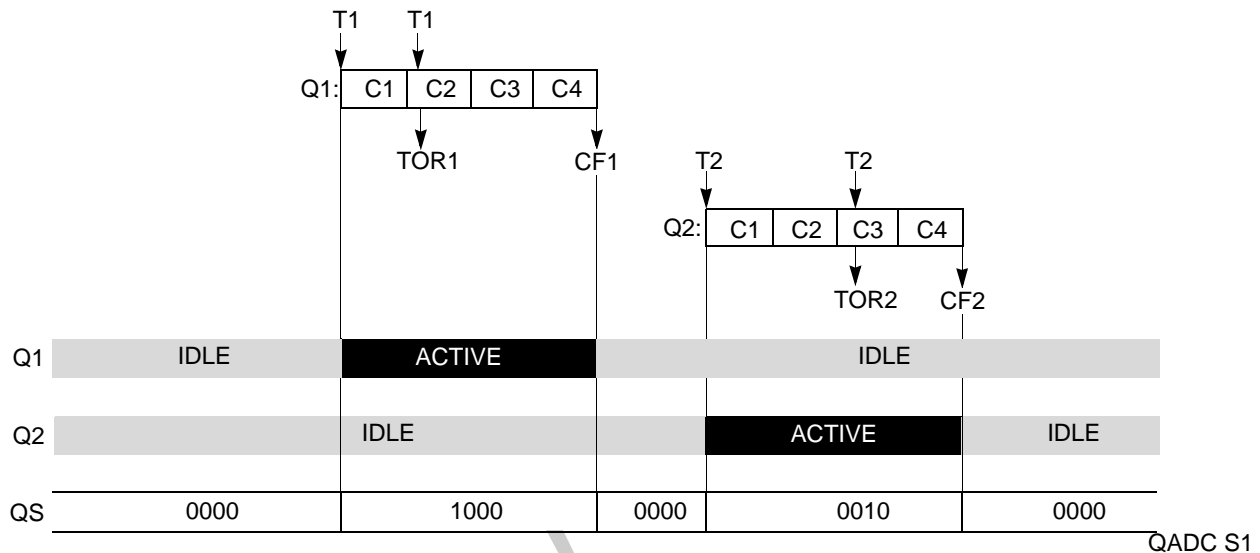 T1 T1
Q1: C1 C2 C3 C4
TOR1 CF1 T2 T2
Q2: C1 C2 C3 C4
TOR2 CF2
Q1 IDLE ACTIVE IDLE
Q2 IDLE ACTIVE IDLE
QS 0000 1000 0000 0010 0000
QADC S1